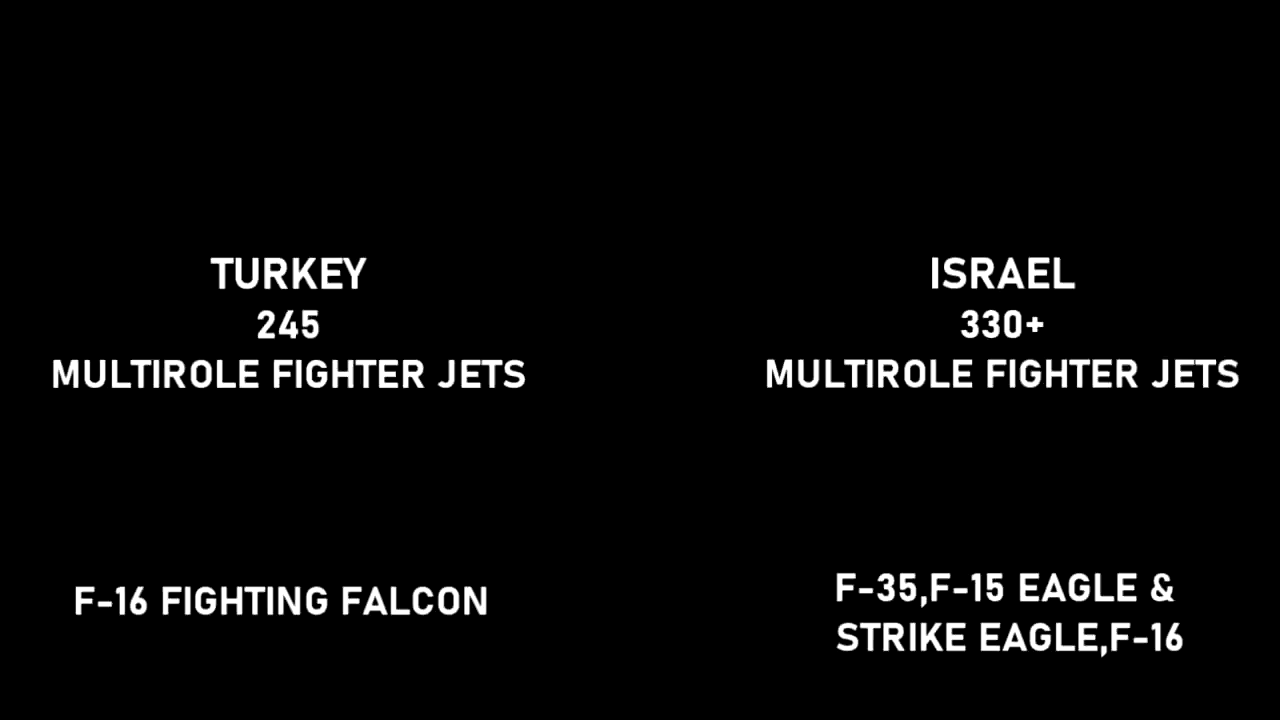 TURKEY
245
MULTIROLE FIGHTER JETS
F-16 FIGHTING FALCON
ISRAEL
330+
MULTIROLE FIGHTER JETS
F-35,F-15 EAGLE &
STRIKE EAGLE,F-16